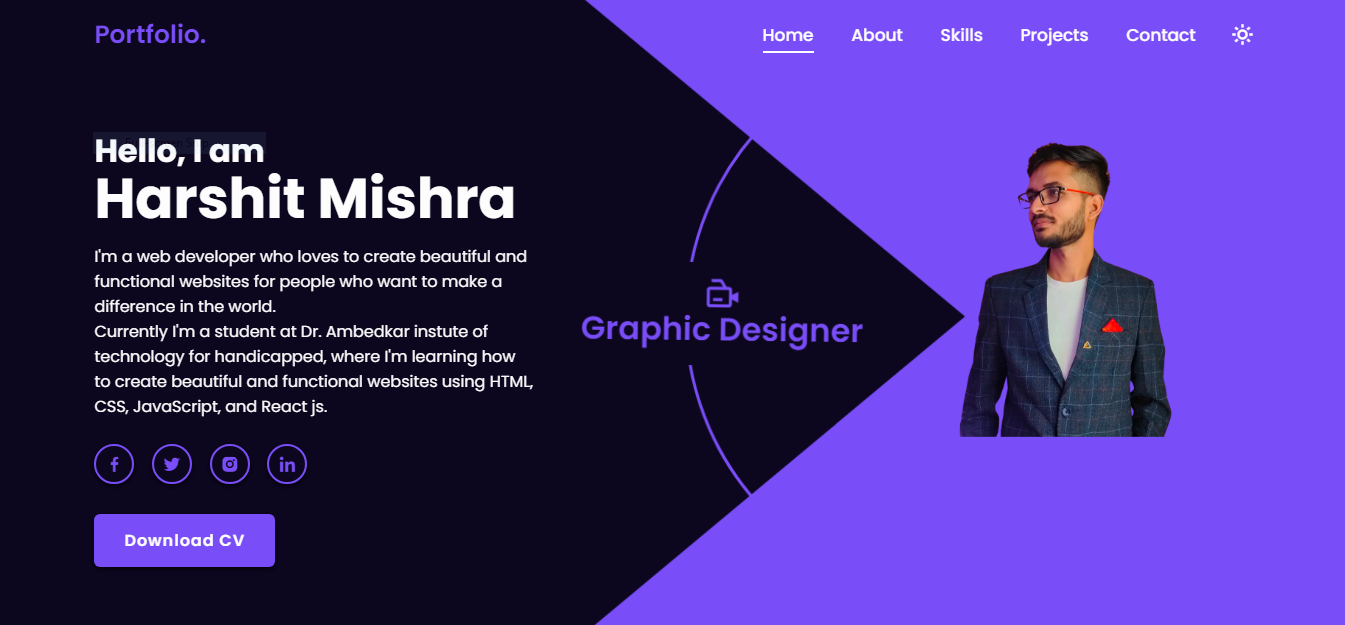 Portfolio.
Home About Skills Projects Contact
Hello, I am
Harshit Mishra
I'm a web developer who loves to create beautiful and
functional websites for people who want to make a
difference in the world.
Currently I'm a student at Dr. Ambedkar instute of
technology for handicapped, where I'm learning how
to create beautiful and functional websites using HTML,
CSS, JavaScript, and React js.
Graphic Designer
Download CV